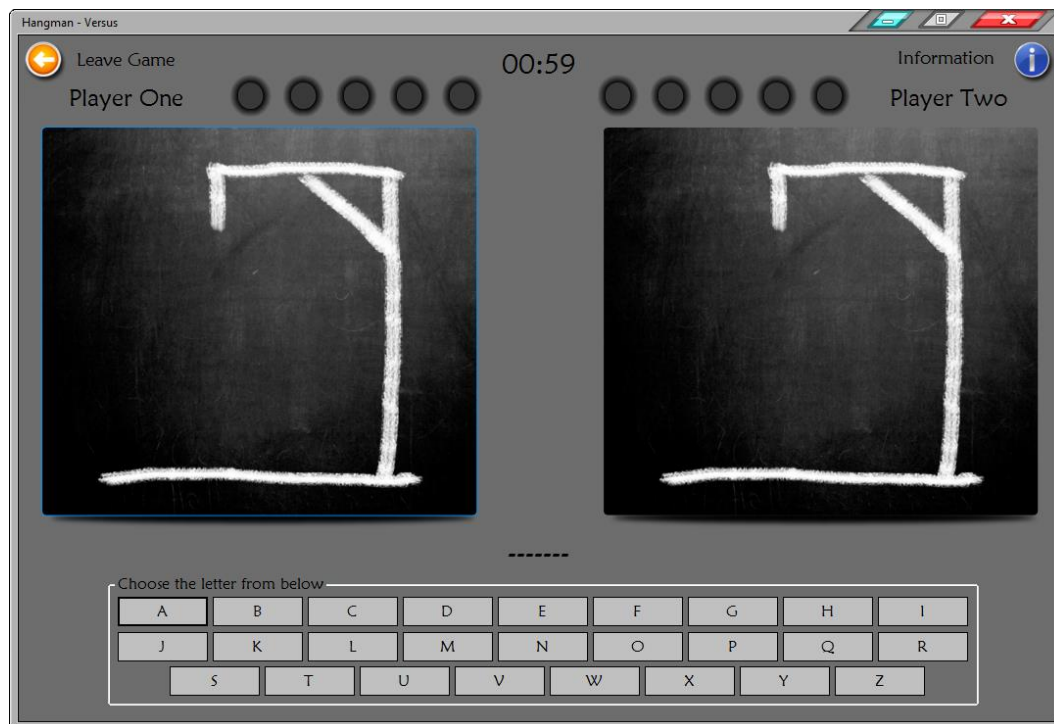 Hangman - Versus
Leave Game
00:59
Information
Player One
Player Two
-------
Choose the letter from below
A B C D E F G H I
J K L M N O P Q R
S T U V W X Y Z